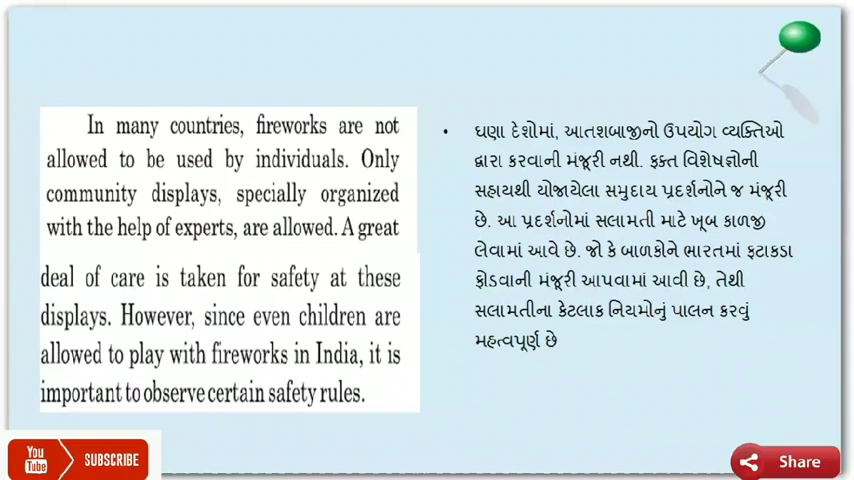 In many countries, fireworks are not
allowed to be used by individuals. Only
community displays, specially organized
with the help of experts, are allowed. A great
deal of care is taken for safety at these
displays. However, since even children are
allowed to play with fireworks in India, it is
important to observe certain safety rules.
• ઘણા દેશોમાં, આતશબાજીનો ઉપયોગ વ્યક્તિઓ
દ્વારા કરવાની મંજૂરી નથી. ફક્ત વિશેષજ્ઞોની
સહાયથી યોજાયેલા સમુદાય પ્રદર્શનોને જ મંજૂરી
છે. આ પ્રદર્શનોમાં સલામતી માટે ખૂબ કાળજી
લેવામાં આવે છે. જો કે બાળકોને ભારતમાં ફટાકડા
ફોડવાની મંજૂરી આપવામાં આવી છે, તેથી
સલામતીના કેટલાક નિયમોનું પાલન કરવું
મહત્વપૂર્ણ છે
You
Tube
SUBSCRIBE
Share